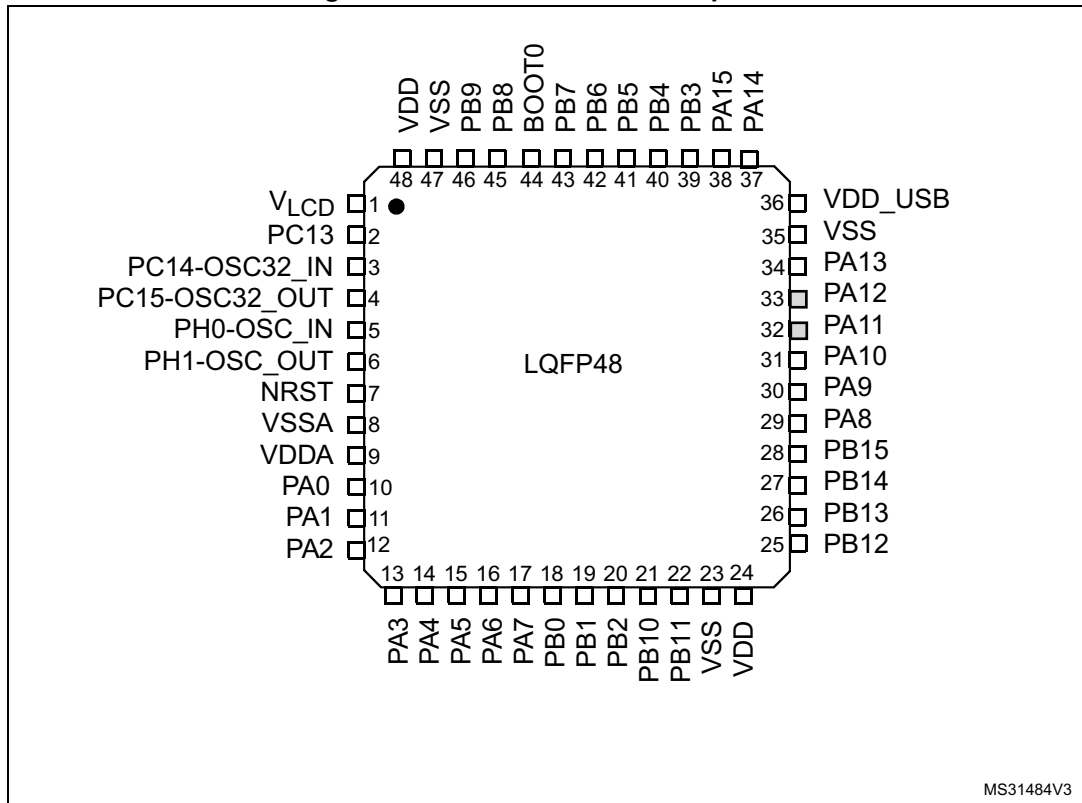 VDD VSS PB9 PB8 BOOT0 PB7 PB6 PB5 PB4 PB3 PA15 PA14
48 47 46 45 44 43 42 41 40 39 38 37
VLCD 1
PC13 2
PC14-OSC32_IN 3
PC15-OSC32_OUT 4
PH0-OSC_IN 5
PH1-OSC_OUT 6
NRST 7
VSSA 8
VDDA 9
PA0 10
PA1 11
PA2 12
LQFP48
36 VDD_USB
35 VSS
34 PA13
33 PA12
32 PA11
31 PA10
30 PA9
29 PA8
28 PB15
27 PB14
26 PB13
25 PB12
13 14 15 16 17 18 19 20 21 22 23 24
PA3 PA4 PA5 PA6 PA7 PB0 PB1 PB2 PB10 PB11 VSS VDD
MS31484V3